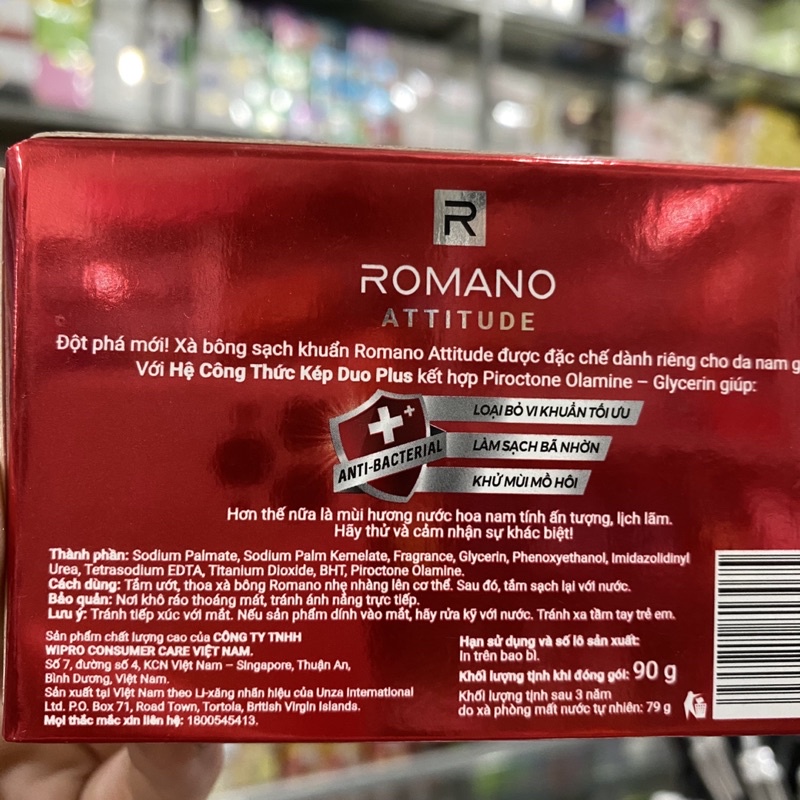 R
ROMANO
ATTITUDE
Đột phá mới! Xà bông sạch khuẩn Romano Attitude được đặc chế dành riêng cho da nam
Với Hệ Công Thức Kép Duo Plus kết hợp Piroctone Olamine – Glycerin giúp:
ANTI-BACTERIAL
LOẠI BỎ VI KHUẨN TỐI ƯU
LÀM SẠCH BÃ NHỜN
KHỬ MÙI MỒ HÔI
Hơn thế nữa là mùi hương nước hoa nam tính ấn tượng, lịch lãm.
Hãy thử và cảm nhận sự khác biệt!
Thành phần: Sodium Palmate, Sodium Palm Kernelate, Fragrance, Glycerin, Phenoxyethanol, Imidazolidinyl
Urea, Tetrasodium EDTA, Titanium Dioxide, BHT, Piroctone Olamine.
Cách dùng: Tắm ướt, thoa xà bông Romano nhẹ nhàng lên cơ thể. Sau đó, tắm sạch lại với nước.
Bảo quản: Nơi khô ráo thoáng mát, tránh ánh nắng trực tiếp.
Lưu ý: Tránh tiếp xúc với mắt. Nếu sản phẩm dính vào mắt, hãy rửa kỹ với nước. Tránh xa tầm tay trẻ em.
Sản phẩm chất lượng cao của CÔNG TY TNHH
WIPRO CONSUMER CARE VIỆT NAM.
Số 7, đường số 4, KCN Việt Nam – Singapore, Thuận An,
Bình Dương, Việt Nam.
Sản xuất tại Việt Nam theo Li-xăng nhãn hiệu của Unza International
Ltd. P.O. Box 71, Road Town, Tortola, British Virgin Islands.
Mọi thắc mắc xin liên hệ: 1800545413.
Hạn sử dụng và số lô sản xuất:
In trên bao bì.
Khối lượng tịnh khi đóng gói: 90 g
Khối lượng tịnh sau 3 năm
do xà phòng mất nước tự nhiên: 79 g